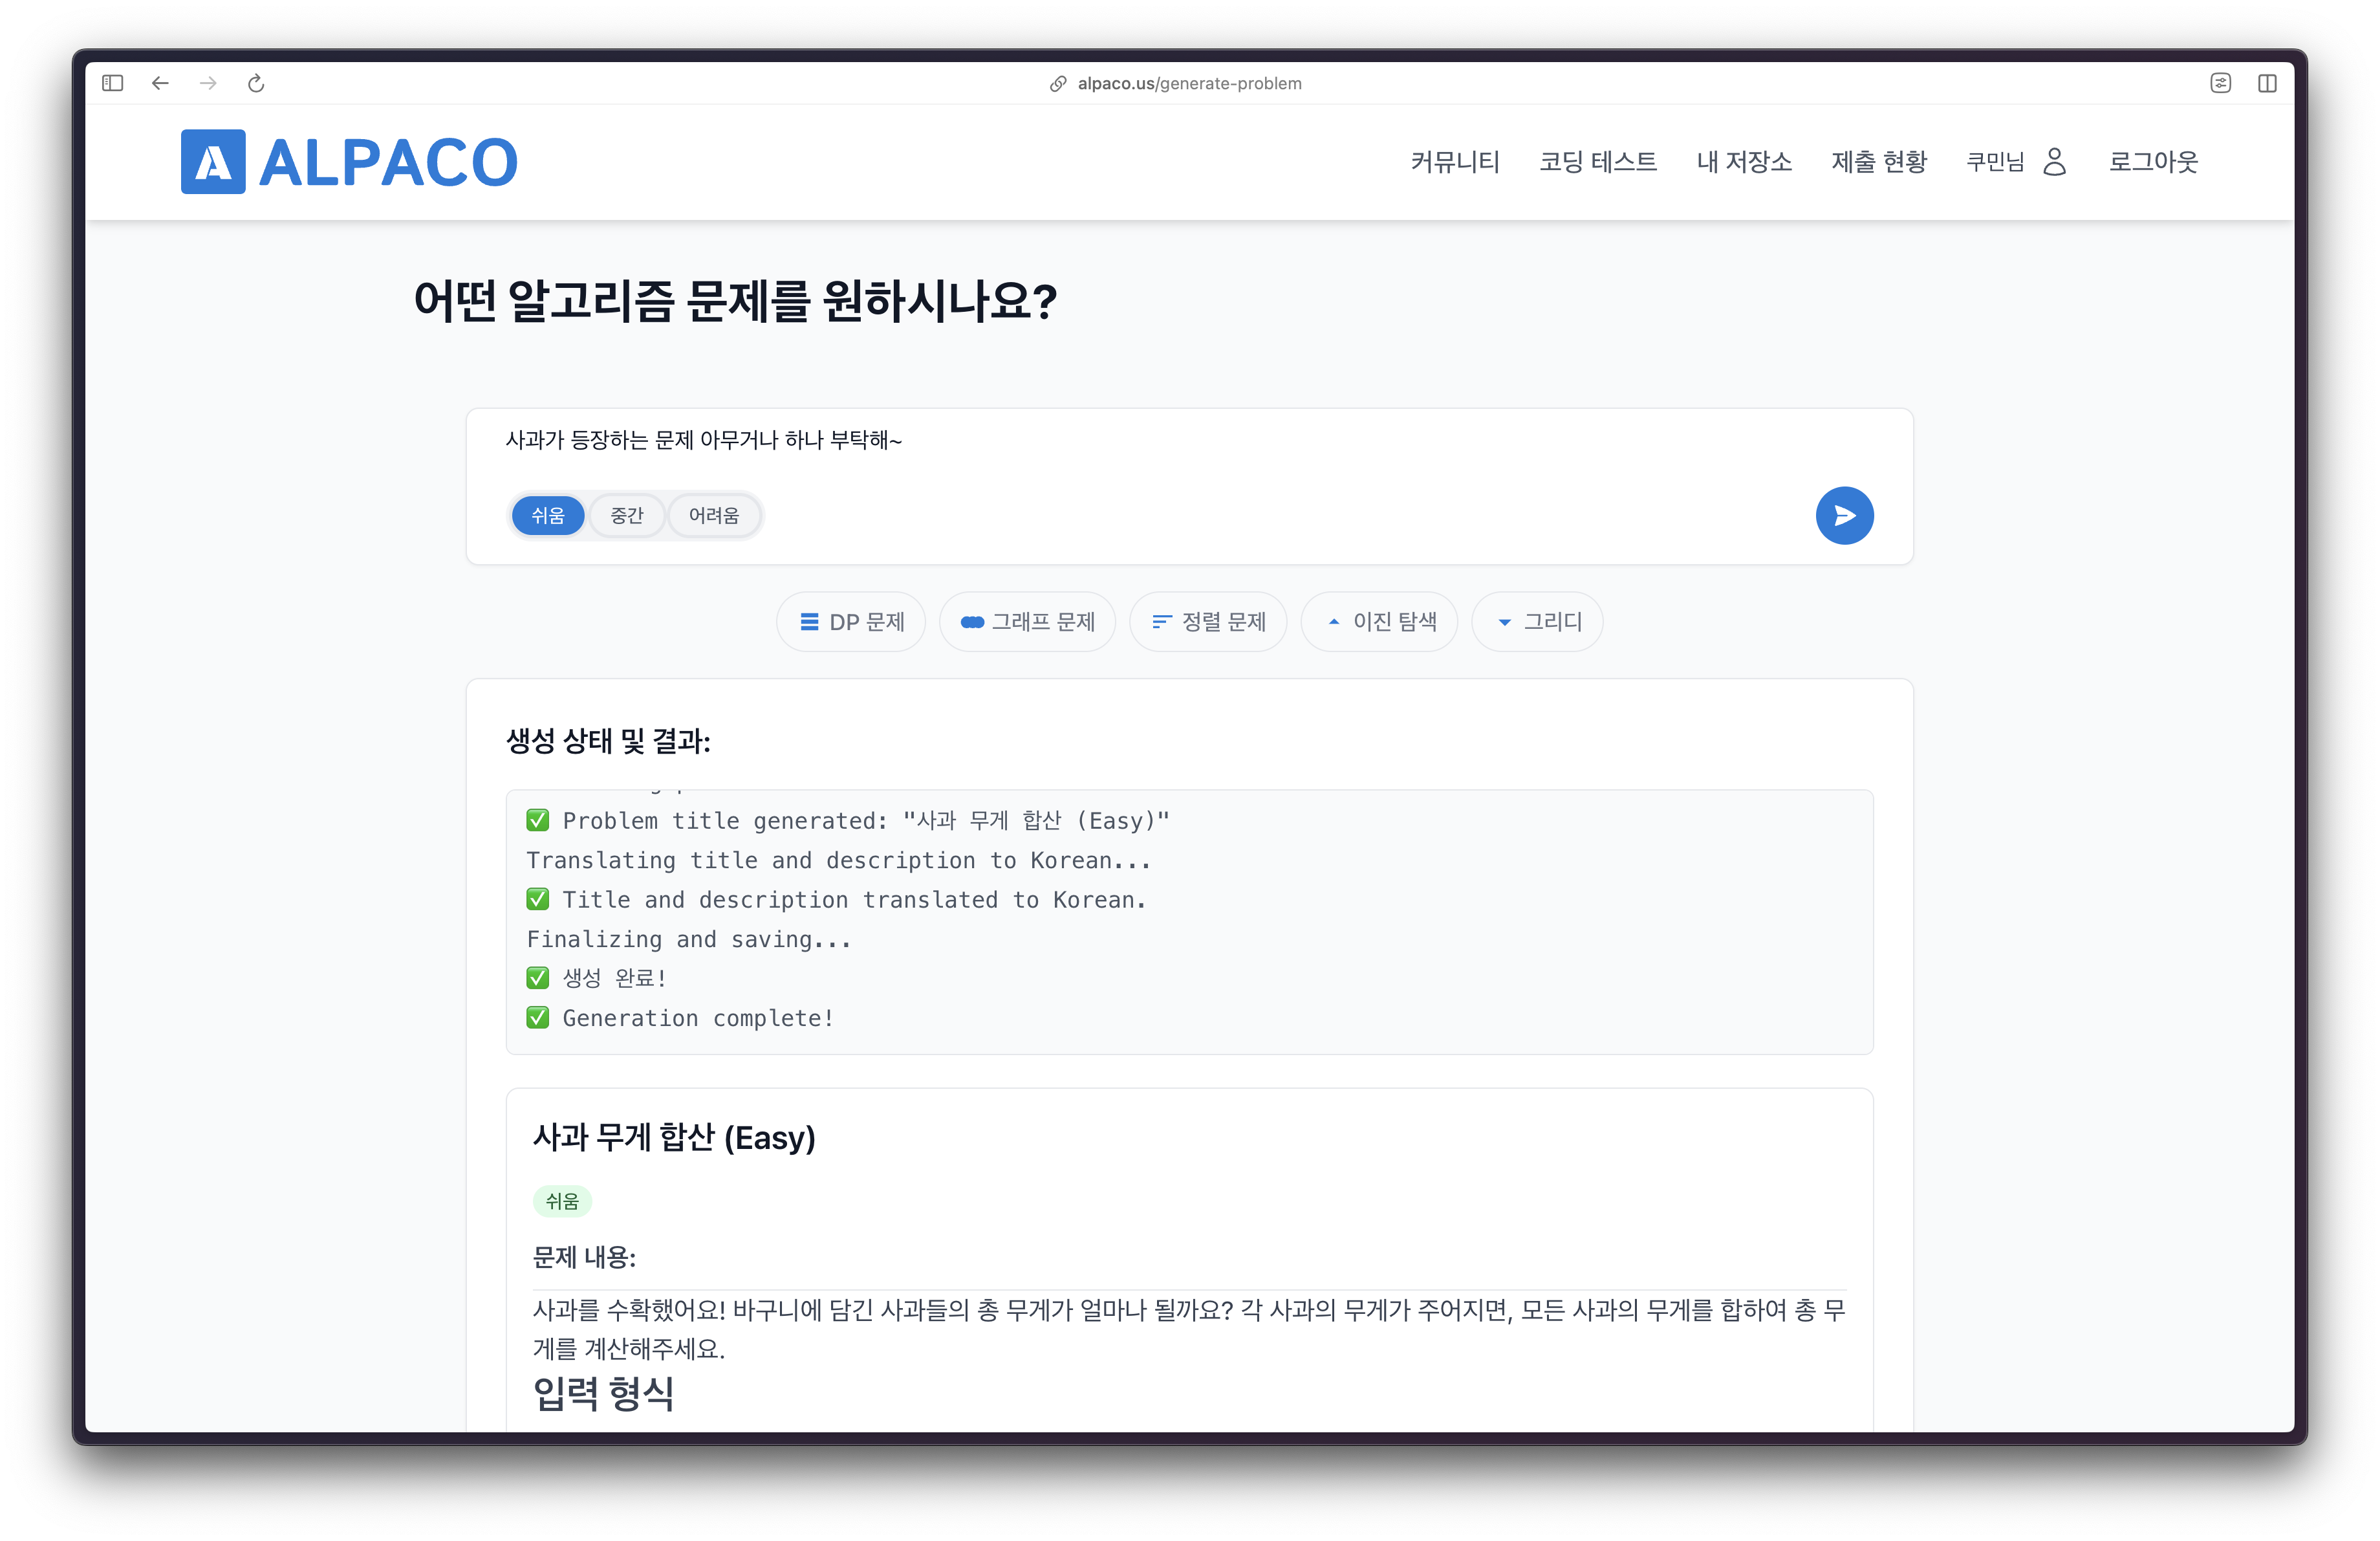 alpaco.us/generate-problem
ALPACO
커뮤니티 코딩 테스트 내 저장소 제출 현황 쿠민님 로그아웃
어떤 알고리즘 문제를 원하시나요?
사과가 등장하는 문제 아무거나 하나 부탁해~
쉬움 중간 어려움
DP 문제 그래프 문제 정렬 문제 이진 탐색 그리디
생성 상태 및 결과:
✅ Problem title generated: "사과 무게 합산 (Easy)"
Translating title and description to Korean...
✅ Title and description translated to Korean.
Finalizing and saving...
✅ 생성 완료!
✅ Generation complete!
사과 무게 합산 (Easy)
쉬움
문제 내용:
사과를 수확했어요! 바구니에 담긴 사과들의 총 무게가 얼마나 될까요? 각 사과의 무게가 주어지면, 모든 사과의 무게를 합하여 총 무
게를 계산해주세요.
입력 형식